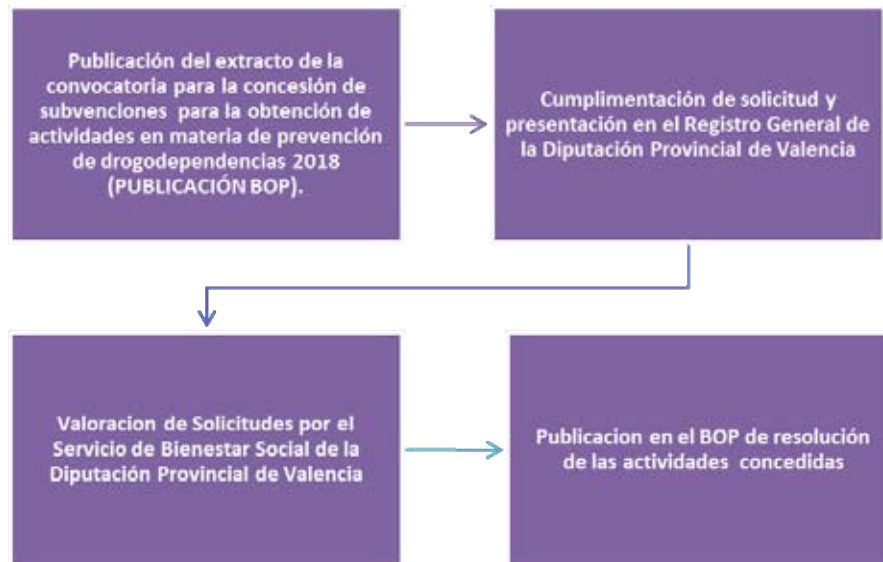 Publicación del extracto de la
convocatoria para la concesión de
subvenciones para la obtención de
actividades en materia de prevención
de drogodependencias 2018
(PUBLICACIÓN BOP).
Cumplimentación de solicitud y
presentación en el Registro General de
la Diputación Provincial de Valencia
Valoracion de Solicitudes por el
Servicio de Bienestar Social de la
Diputación Provincial de Valencia
Publicacion en el BOP de resolución
de las actividades concedidas